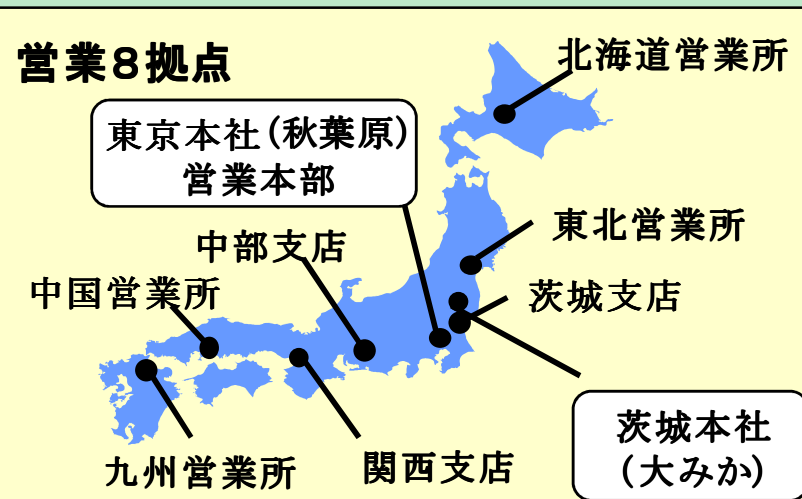 営業8拠点
北海道営業所
東京本社(秋葉原)
営業本部
東北営業所
中部支店
中国営業所
茨城支店
茨城本社
(大みか)
九州営業所
関西支店